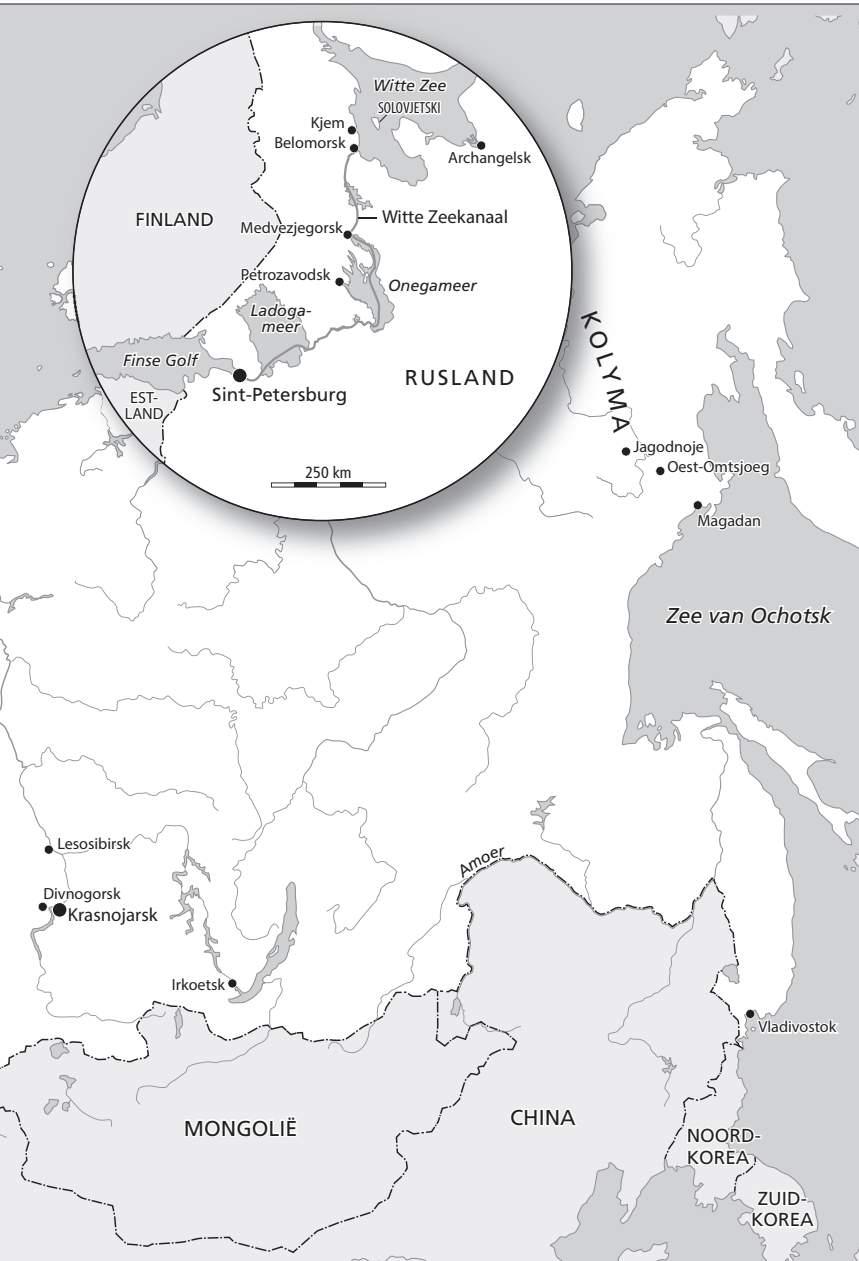 Witte Zee
SOLOVJETSKI
Kjem
Belomorsk
Archangelsk
FINLAND
Witte Zeekanaal
Medvezjegorsk
Petrozavodsk
Onegameer
Ladoga-
meer
Finse Golf
RUSLAND
Sint-Petersburg
EST-
LAND
250 km
KOLYMA
Jagodnoje
Oest-Omtsjoeg
Magadan
Zee van Ochotsk
Lesosibirsk
Amoer
Divnogorsk
Krasnojarsk
Irkoetsk
Vladivostok
MONGOLIË
CHINA
NOORD-
KOREA
ZUID-
KOREA